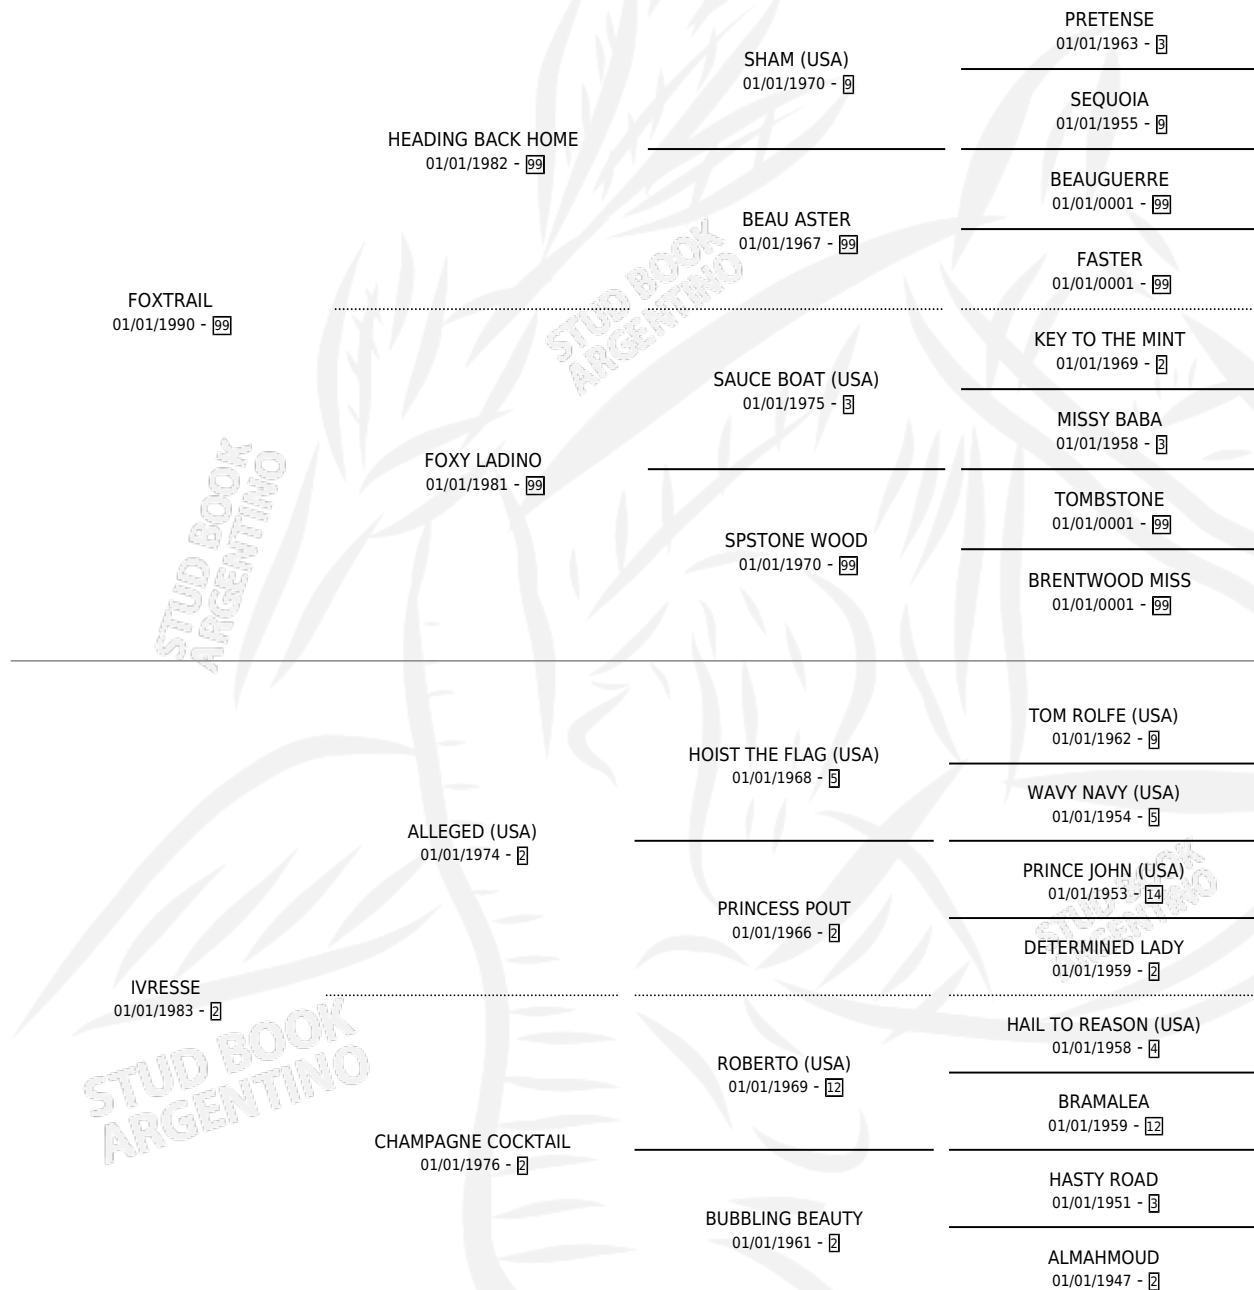 PRETENSE
01/01/1963 - 3
SHAM (USA)
01/01/1970 - 9
SEQUOIA
01/01/1955 - 9
HEADING BACK HOME
01/01/1982 - 99
BEAUGUERRE
01/01/0001 - 99
BEAU ASTER
01/01/1967 - 99
FASTER
01/01/0001 - 99
FOXTRAIL
01/01/1990 - 99
STUD BOOK
ARGENTINO
KEY TO THE MINT
01/01/1969 - 2
SAUCE BOAT (USA)
01/01/1975 - 3
MISSY BABA
01/01/1958 - 3
FOXY LADINO
01/01/1981 - 99
TOMBSTONE
01/01/0001 - 99
SPSTONE WOOD
01/01/1970 - 99
BRENTWOOD MISS
01/01/0001 - 99
STUD BOOK
ARGENTINO
TOM ROLFE (USA)
01/01/1962 - 9
HOIST THE FLAG (USA)
01/01/1968 - 5
WAVY NAVY (USA)
01/01/1954 - 5
ALLEGED (USA)
01/01/1974 - 2
PRINCE JOHN (USA)
01/01/1953 - 14
PRINCESS POUT
01/01/1966 - 2
STUD BOOK
ARGENTINO
DETERMINED LADY
01/01/1959 - 2
IVRESSE
01/01/1983 - 2
HAIL TO REASON (USA)
01/01/1958 - 4
ROBERTO (USA)
01/01/1969 - 12
STUD BOOK
ARGENTINO
BRAMALEA
01/01/1959 - 12
CHAMPAGNE COCKTAIL
01/01/1976 - 2
HASTY ROAD
01/01/1951 - 3
BUBBLING BEAUTY
01/01/1961 - 2
ALMAHMOUD
01/01/1947 - 2